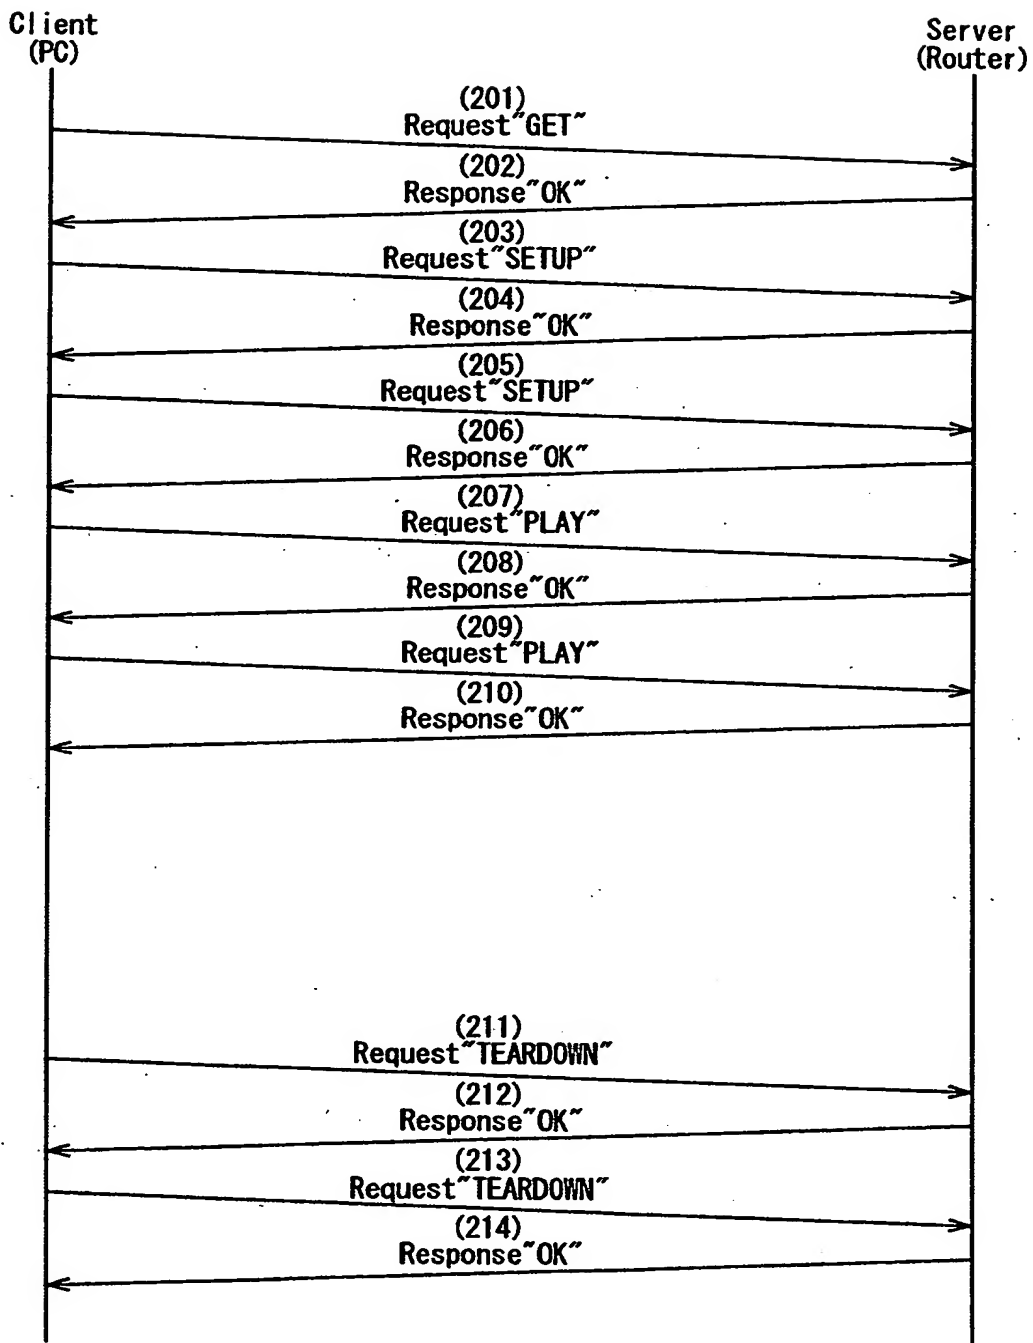 Client
(PC)
Server
(Router)
(201)
Request"GET"
(202)
Response"OK"
(203)
Request"SETUP"
(204)
Response"OK"
(205)
Request"SETUP"
(206)
Response"OK"
(207)
Request"PLAY"
(208)
Response"OK"
(209)
Request"PLAY"
(210)
Response"OK"
(211)
Request"TEARDOWN"
(212)
Response"OK"
(213)
Request"TEARDOWN"
(214)
Response"OK"